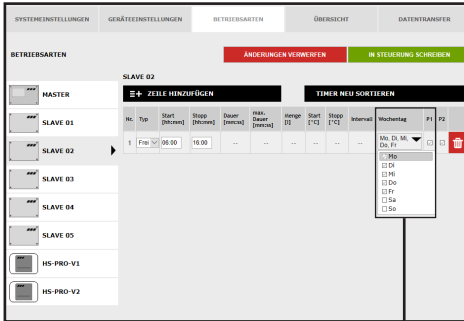 SYSTEMEINSTELLUNGEN GERÄTEEINSTELLUNGEN BETRIEBSARTEN ÜBERSICHT DATENTRANSFER
BETRIEBSARTEN ÄNDERUNGEN VERWERFEN IN STEUERUNG SCHREIBEN
SLAVE 02
MASTER
ZEILE HINZUFÜGEN TIMER NEU SORTIEREN
SLAVE 01
Nr. Typ Start [hh:mm] Stopp [hh:mm] Dauer [mm:ss] max. Dauer [mm:ss] Menge [l] Start [°C] Stopp [°C] Intervall Wochentag P1 P2
SLAVE 02
1 Frei 06:00 16:00 -- -- -- -- -- -- Mo, Di, Mi, Do, Fr
Mo
Di
Mi
Do
Fr
Sa
So
SLAVE 03
SLAVE 04
SLAVE 05
HS-PRO-V1
HS-PRO-V2